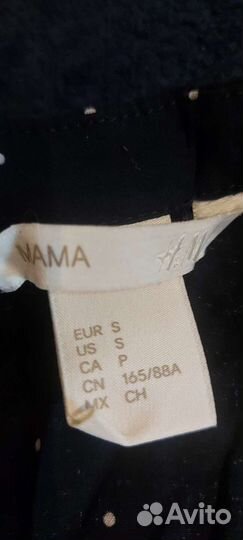 MAMA
H&M
EUR S
US S
CA P
CN 165/88A
MX CH
Avito